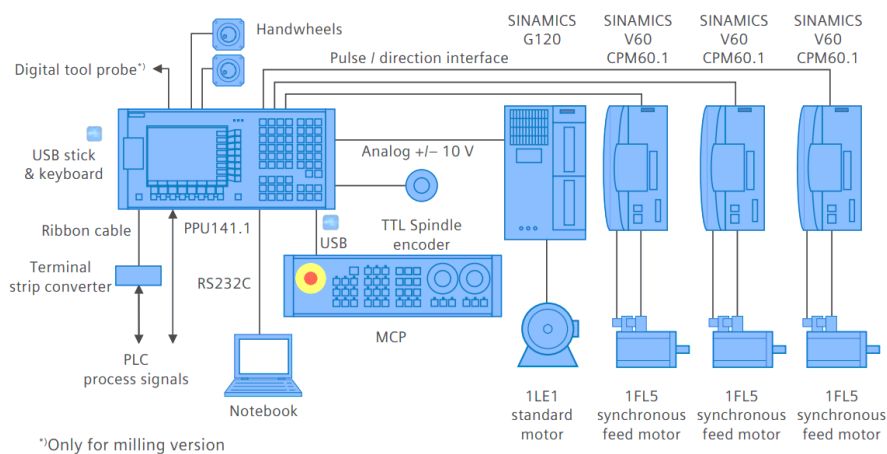 Handwheels
Digital tool probe*)
Pulse / direction interface
SINAMICS
G120
SINAMICS
V60
CPM60.1
SINAMICS
V60
CPM60.1
SINAMICS
V60
CPM60.1
USB stick
& keyboard
Analog +/– 10 V
Ribbon cable
PPU141.1
USB
TTL Spindle
encoder
Terminal
strip converter
RS232C
MCP
PLC
process signals
Notebook
1LE1
standard
motor
1FL5
synchronous
feed motor
1FL5
synchronous
feed motor
1FL5
synchronous
feed motor
*)Only for milling version